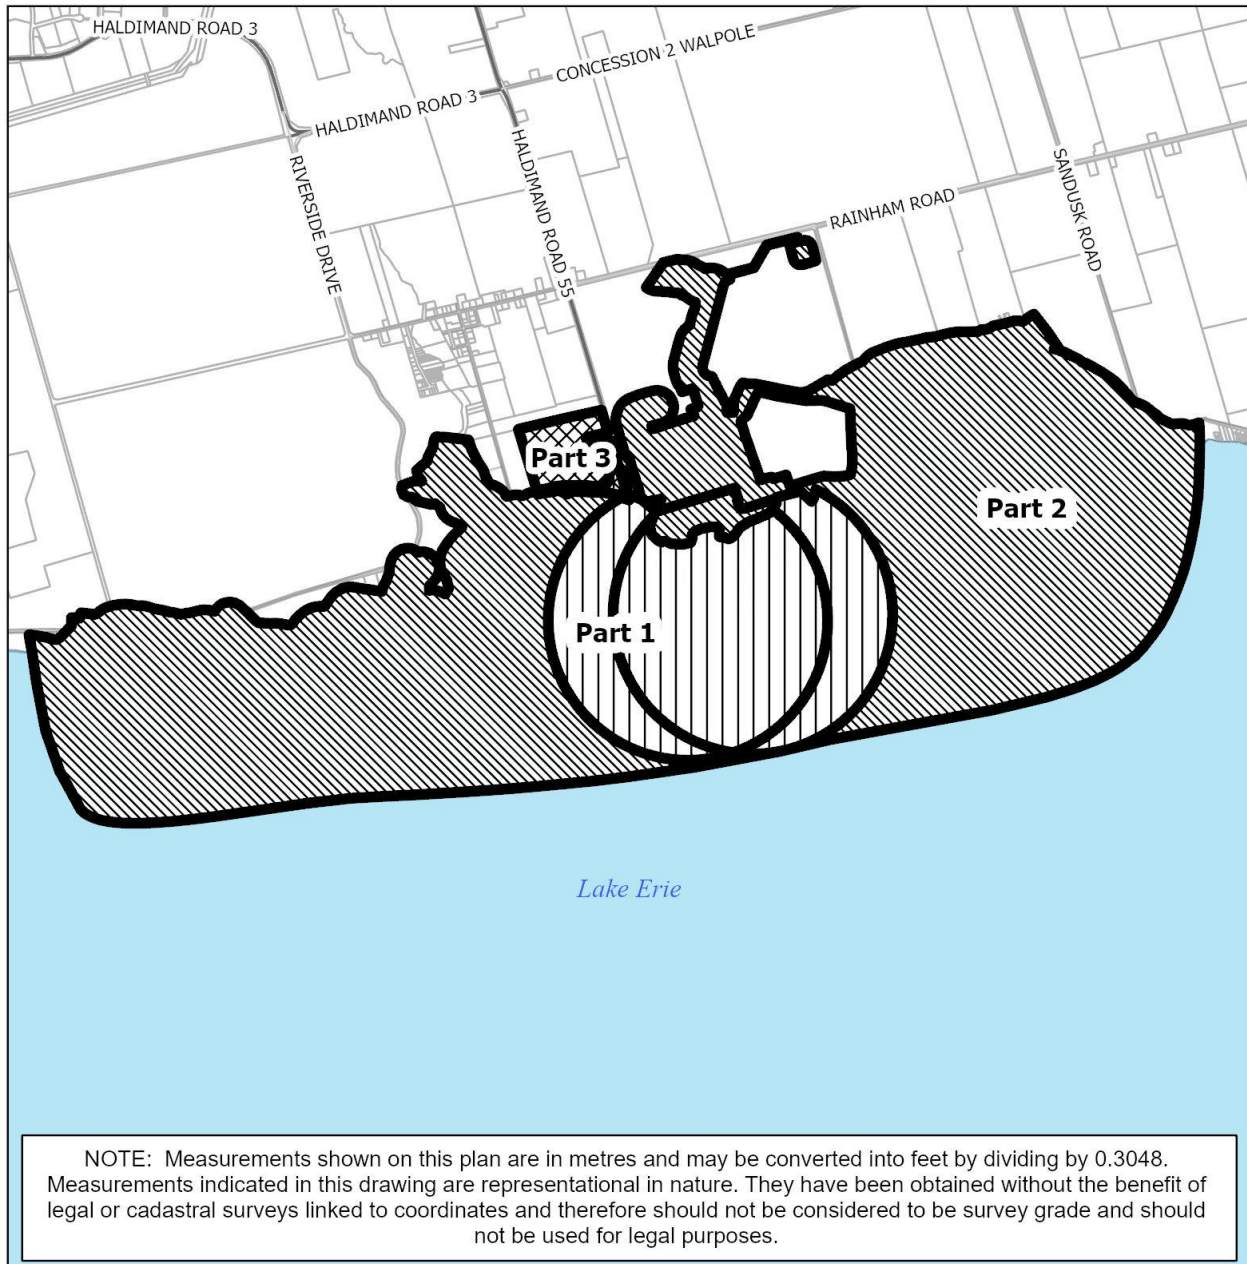 HALDIMAND ROAD 3
CONCESSION 2 WALPOLE
HALDIMAND ROAD 3
RIVERSIDE DRIVE
HALDIMAND ROAD 55
SANDUSK ROAD
RAINHAM ROAD
Part 3
Part 2
Part 1
Lake Erie
NOTE: Measurements shown on this plan are in metres and may be converted into feet by dividing by 0.3048.
Measurements indicated in this drawing are representational in nature. They have been obtained without the benefit of
legal or cadastral surveys linked to coordinates and therefore should not be considered to be survey grade and should
not be used for legal purposes.